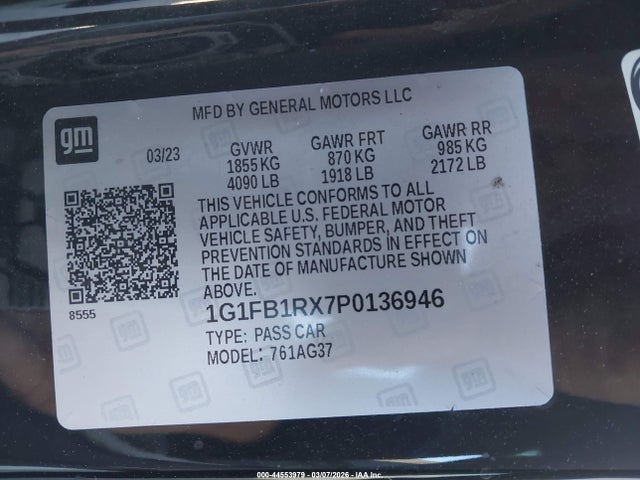 MFD BY GENERAL MOTORS LLC
gm
03/23
GVWR
1855 KG
4090 LB
GAWR FRT
870 KG
1918 LB
GAWR RR
985 KG
2172 LB
THIS VEHICLE CONFORMS TO ALL
APPLICABLE U.S. FEDERAL MOTOR
VEHICLE SAFETY, BUMPER, AND THEFT
PREVENTION STANDARDS IN EFFECT ON
THE DATE OF MANUFACTURE SHOWN
ABOVE.
8555
1G1FB1RX7P0136946
TYPE: PASS CAR
MODEL: 761AG37
000-44553979 - 03/07/2026 - IAA Inc.